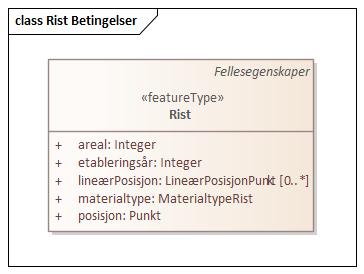 class Rist Betingelser
Fellesegenskaper
«featureType»
Rist
+ areal: Integer
+ etableringsår: Integer
+ lineærPosisjon: LineærPosisjonPunkt [0..*]
+ materialtype: MaterialtypeRist
+ posisjon: Punkt